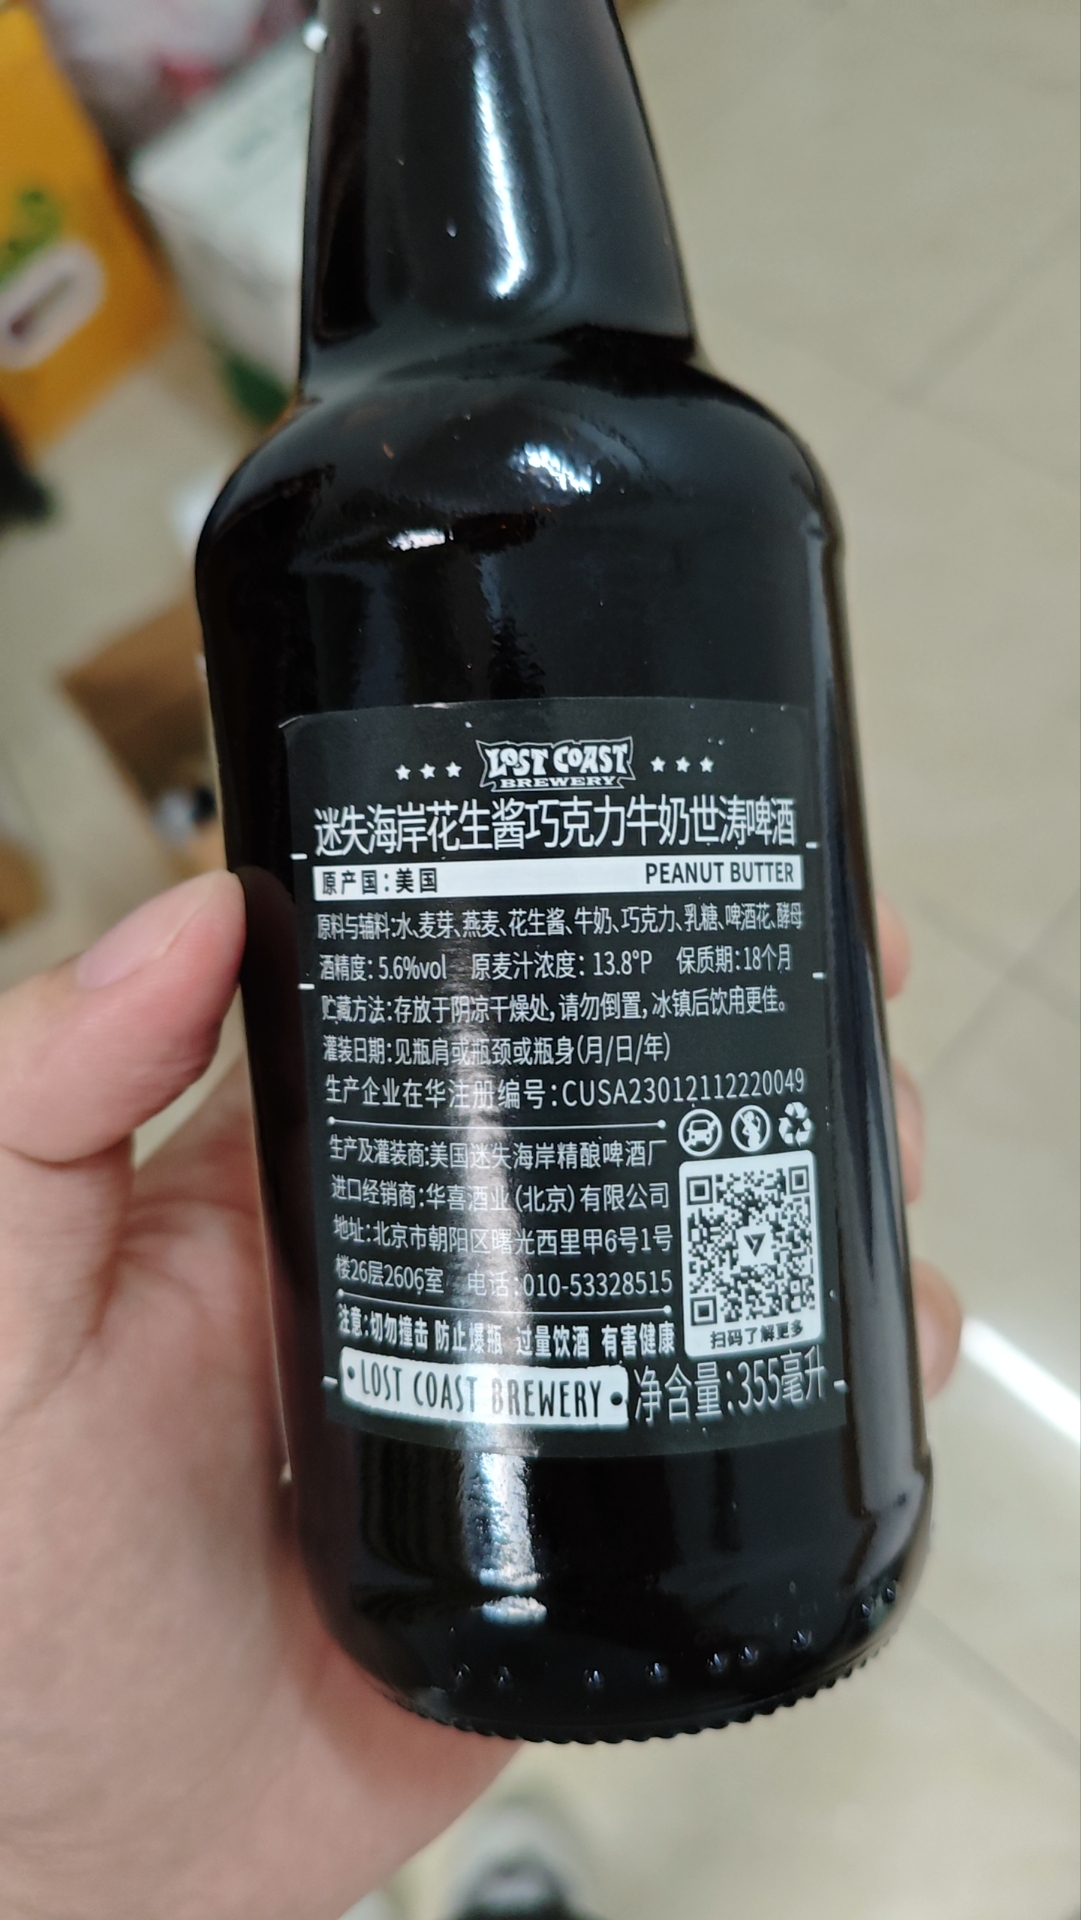 LOST COAST
BREWERY
迷失海岸花生酱巧克力牛奶世涛啤酒
原产国:美国 PEANUT BUTTER
原料与辅料:水、麦芽、燕麦、花生酱、牛奶、巧克力、乳糖、啤酒花、酵母
酒精度:5.6%vol 原麦汁浓度:13.8°P 保质期:18个月
贮藏方法:存放于阴凉干燥处,请勿倒置,冰镇后饮用更佳。
灌装日期:见瓶肩或瓶颈或瓶身(月/日/年)
生产企业在华注册编号:CUSA23012112220049
生产及灌装商:美国迷失海岸精酿啤酒厂
进口经销商:华喜酒业(北京)有限公司
地址:北京市朝阳区曙光西里甲6号1号
楼26层2606室 电话:010-53328515
注意:切勿撞击 防止爆瓶 过量饮酒 有害健康
扫码了解更多
·LOST COAST BREWERY· 净含量:355毫升